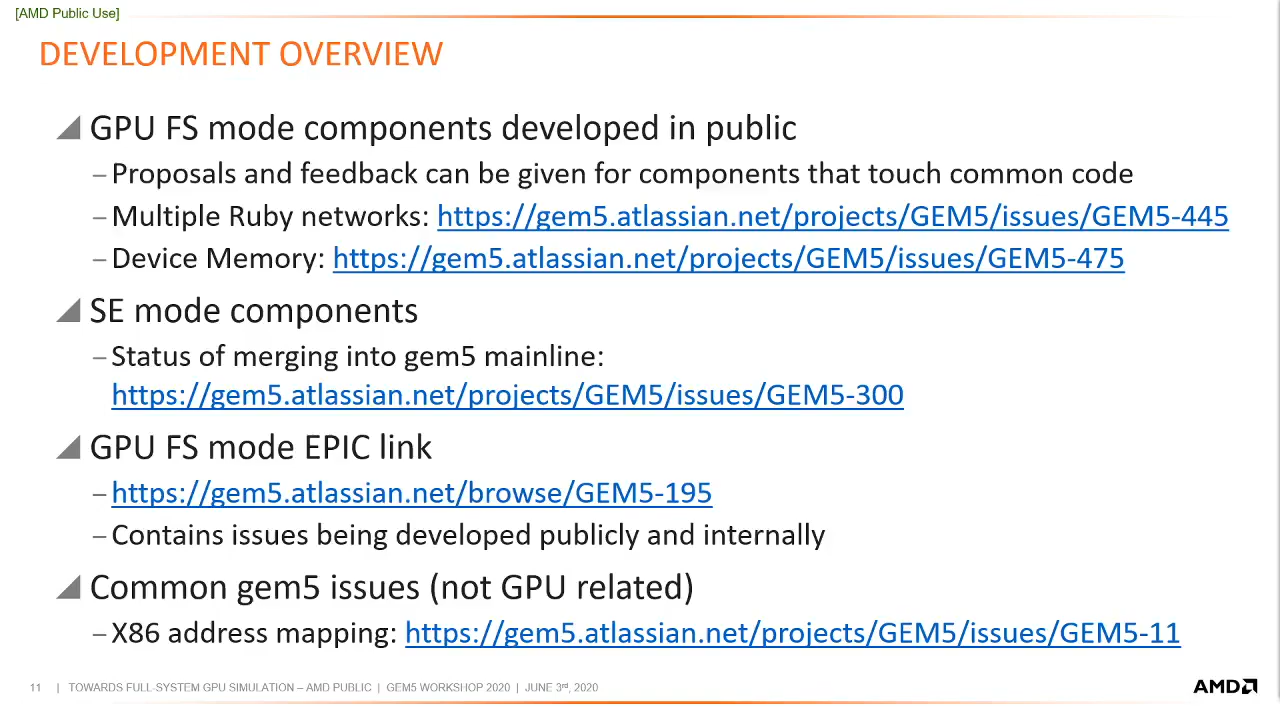 [AMD Public Use]
DEVELOPMENT OVERVIEW
GPU FS mode components developed in public
– Proposals and feedback can be given for components that touch common code
– Multiple Ruby networks: https://gem5.atlassian.net/projects/GEM5/issues/GEM5-445
– Device Memory: https://gem5.atlassian.net/projects/GEM5/issues/GEM5-475
SE mode components
– Status of merging into gem5 mainline:
https://gem5.atlassian.net/projects/GEM5/issues/GEM5-300
GPU FS mode EPIC link
– https://gem5.atlassian.net/browse/GEM5-195
– Contains issues being developed publicly and internally
Common gem5 issues (not GPU related)
– X86 address mapping: https://gem5.atlassian.net/projects/GEM5/issues/GEM5-11
11 | TOWARDS FULL-SYSTEM GPU SIMULATION – AMD PUBLIC | GEM5 WORKSHOP 2020 | JUNE 3rd, 2020
AMD